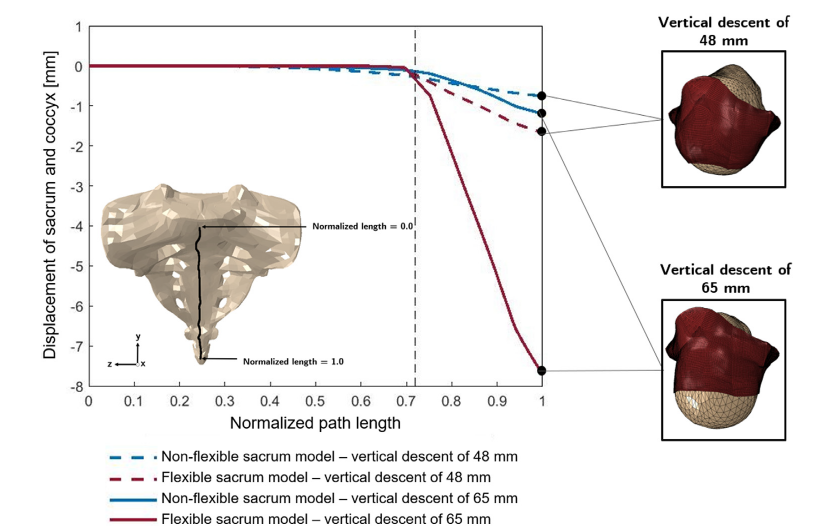 Vertical descent of
48 mm
1
0
-1
-2
-3
-4
-5
-6
-7
-8
Displacement of sacrum and coccyx [mm]
Normalized length = 0.0
Normalized length = 1.0
y
z
x
Vertical descent of
65 mm
0 0.1 0.2 0.3 0.4 0.5 0.6 0.7 0.8 0.9 1
Normalized path length
Non-flexible sacrum model – vertical descent of 48 mm
Flexible sacrum model – vertical descent of 48 mm
Non-flexible sacrum model – vertical descent of 65 mm
Flexible sacrum model – vertical descent of 65 mm